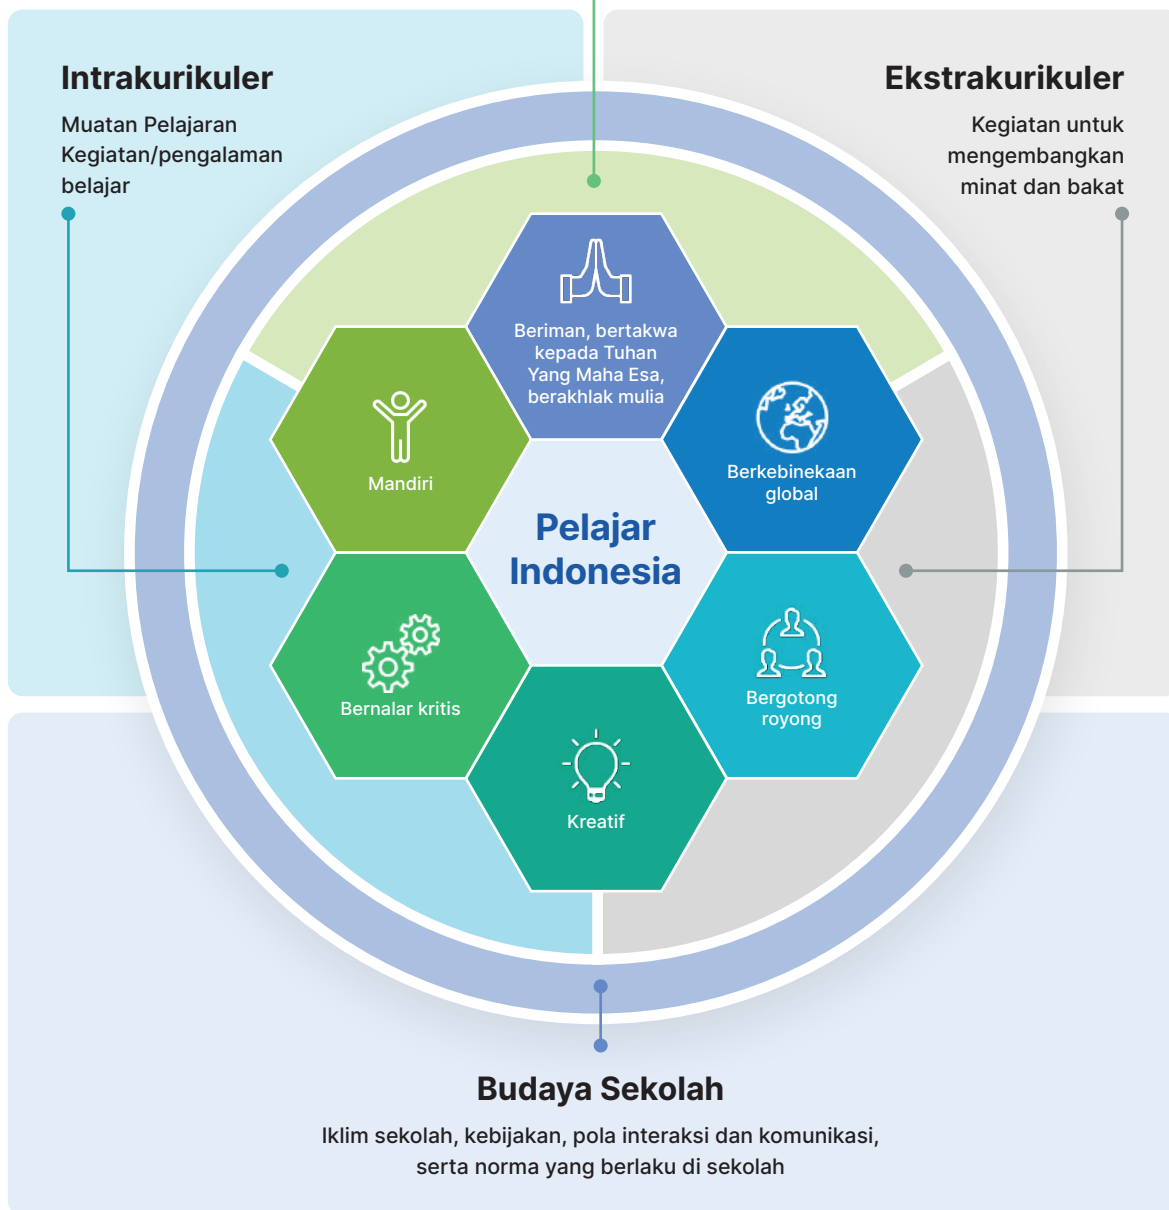 Intrakurikuler
Muatan Pelajaran
Kegiatan/pengalaman
belajar
Ekstrakurikuler
Kegiatan untuk
mengembangkan
minat dan bakat
Beriman, bertakwa
kepada Tuhan
Yang Maha Esa,
berakhlak mulia
Mandiri
Berkebinekaan
global
Pelajar
Indonesia
Bernalar kritis
Bergotong
royong
Kreatif
Budaya Sekolah
Iklim sekolah, kebijakan, pola interaksi dan komunikasi,
serta norma yang berlaku di sekolah